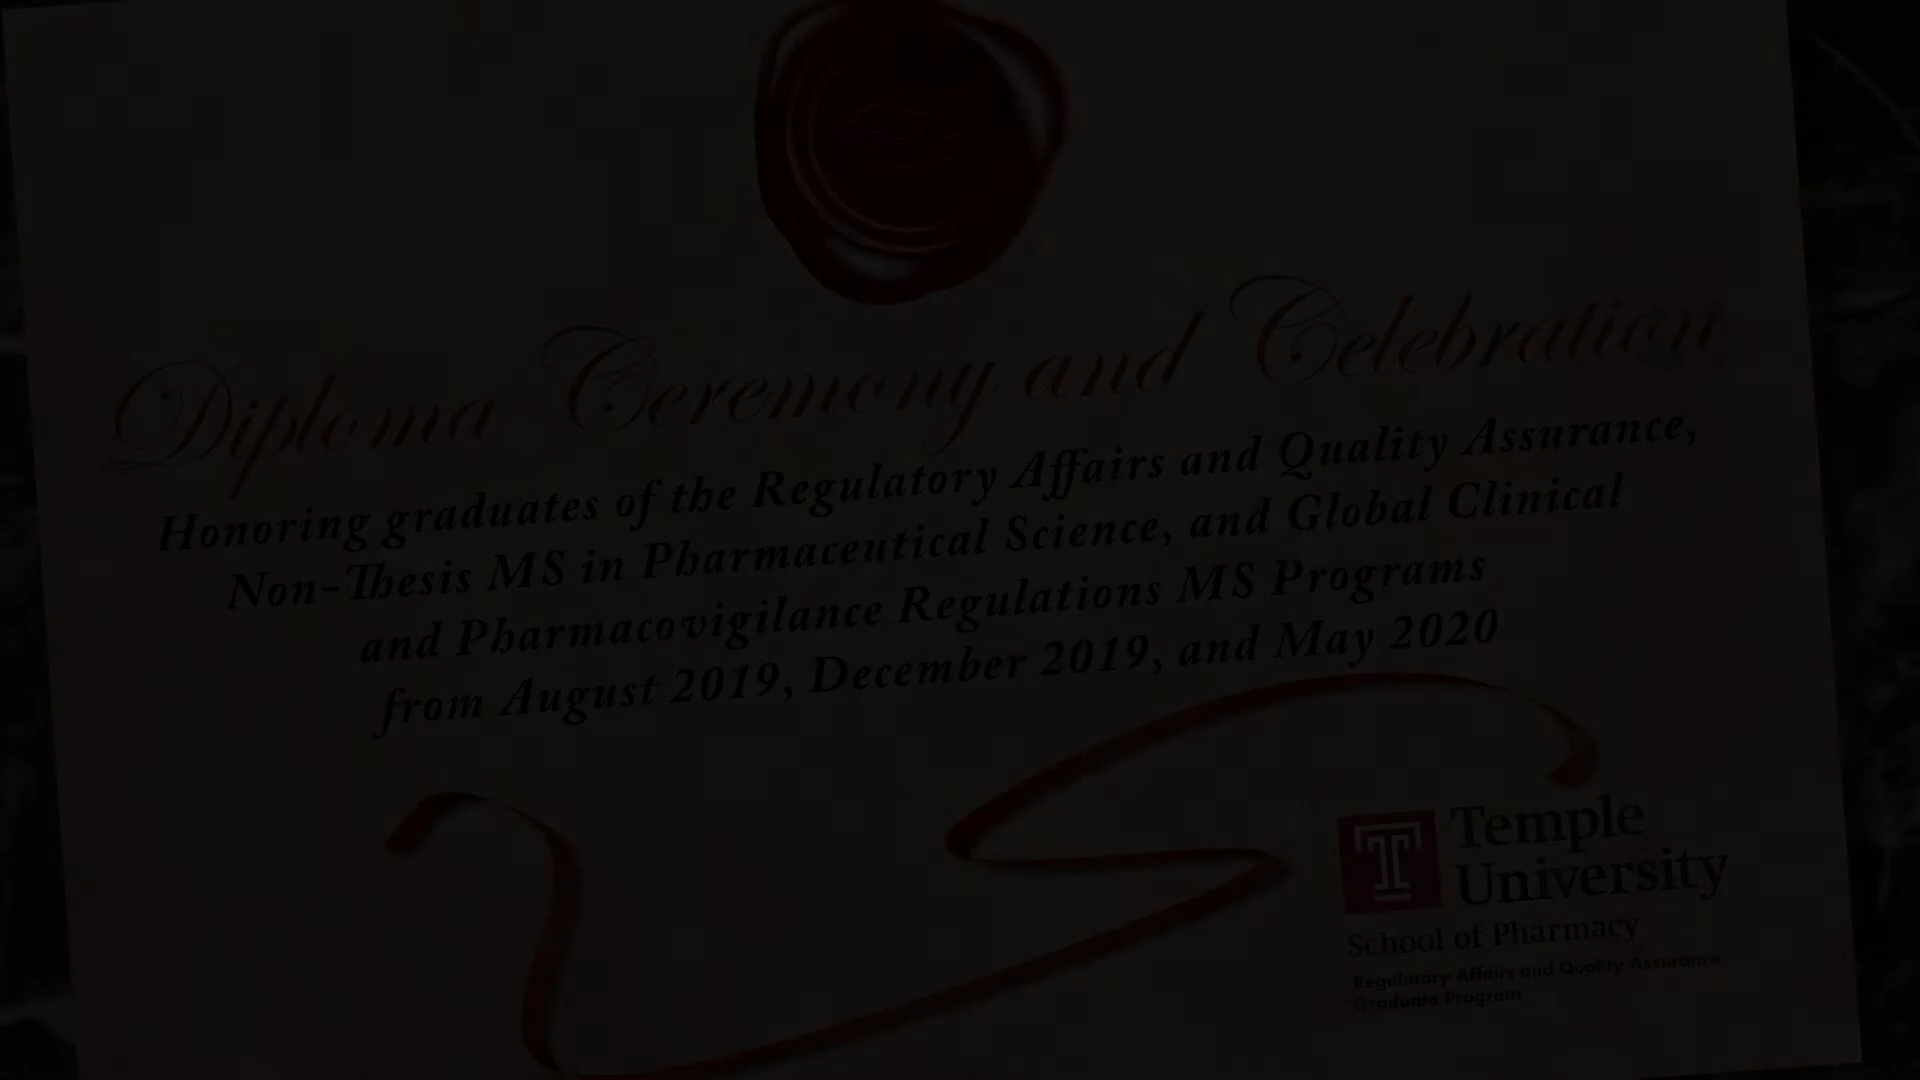 Diploma Ceremony and Celebration
Honoring graduates of the Regulatory Affairs and Quality Assurance,
Non-Thesis MS in Pharmaceutical Science, and Global Clinical
and Pharmacovigilance Regulations MS Programs
from August 2019, December 2019, and May 2020
T
Temple
University
School of Pharmacy
Regulatory Affairs and Quality Assurance
Graduate Program